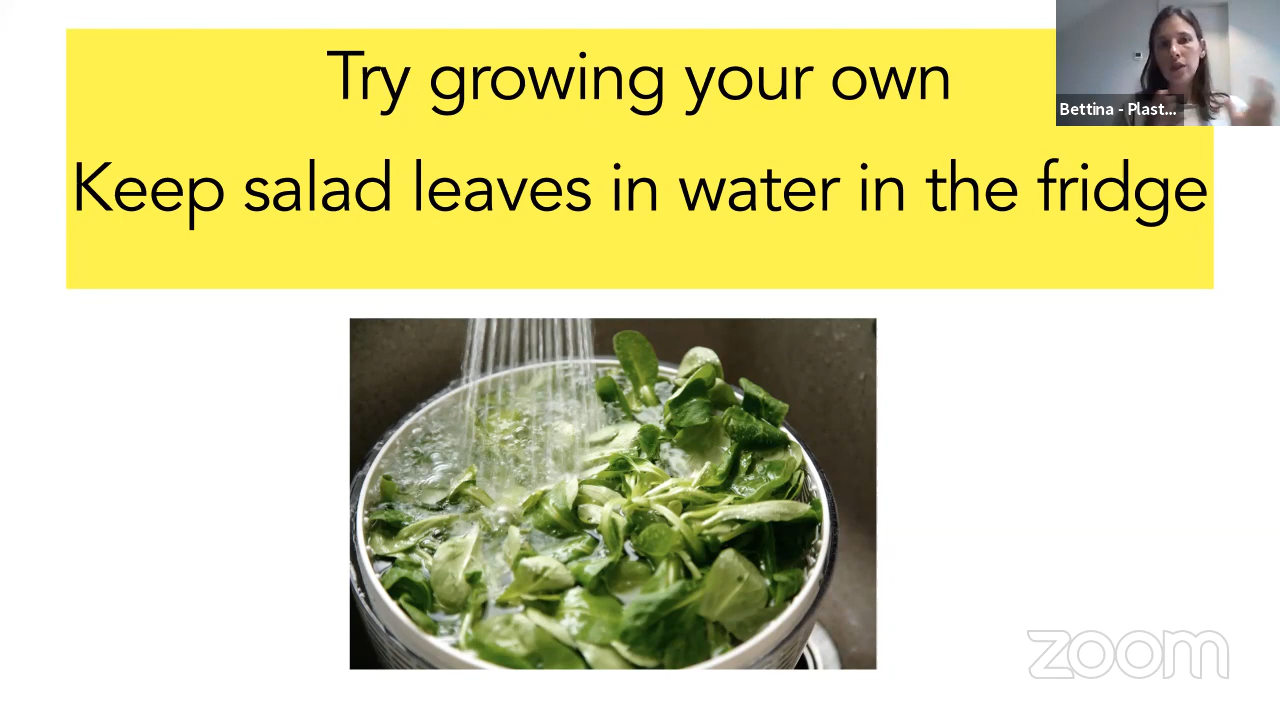 Try growing your own
Keep salad leaves in water in the fridge
Bettina - Plast...
zoom